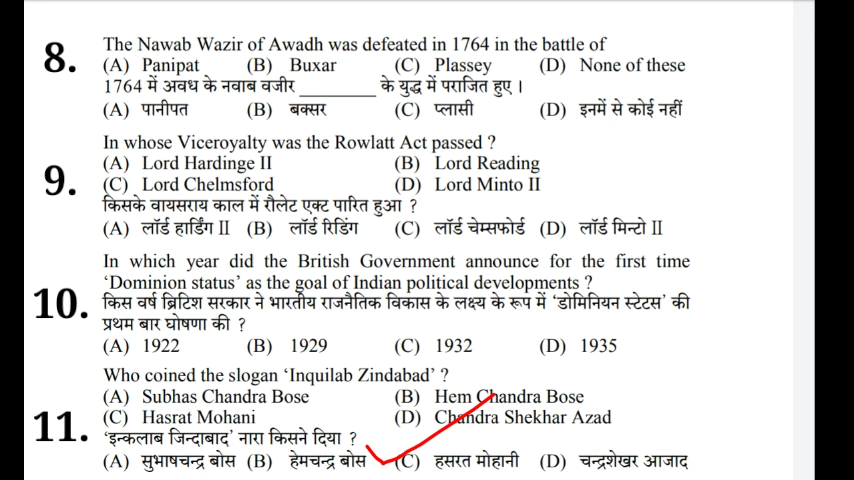 8. The Nawab Wazir of Awadh was defeated in 1764 in the battle of
(A) Panipat (B) Buxar (C) Plassey (D) None of these
1764 में अवध के नवाब वजीर ________ के युद्ध में पराजित हुए ।
(A) पानीपत (B) बक्सर (C) प्लासी (D) इनमें से कोई नहीं
9. In whose Viceroyalty was the Rowlatt Act passed ?
(A) Lord Hardinge II (B) Lord Reading
(C) Lord Chelmsford (D) Lord Minto II
किसके वायसराय काल में रौलेट एक्ट पारित हुआ ?
(A) लॉर्ड हार्डिंग II (B) लॉर्ड रिडिंग (C) लॉर्ड चेम्सफोर्ड (D) लॉर्ड मिन्टो II
10. In which year did the British Government announce for the first time
‘Dominion status’ as the goal of Indian political developments ?
किस वर्ष ब्रिटिश सरकार ने भारतीय राजनैतिक विकास के लक्ष्य के रूप में ‘डोमिनियन स्टेटस’ की
प्रथम बार घोषणा की ?
(A) 1922 (B) 1929 (C) 1932 (D) 1935
11. Who coined the slogan ‘Inquilab Zindabad’ ?
(A) Subhas Chandra Bose (B) Hem Chandra Bose
(C) Hasrat Mohani (D) Chandra Shekhar Azad
‘इन्कलाब जिन्दाबाद’ नारा किसने दिया ?
(A) सुभाषचन्द्र बोस (B) हेमचन्द्र बोस (C) हसरत मोहानी (D) चन्द्रशेखर आजाद